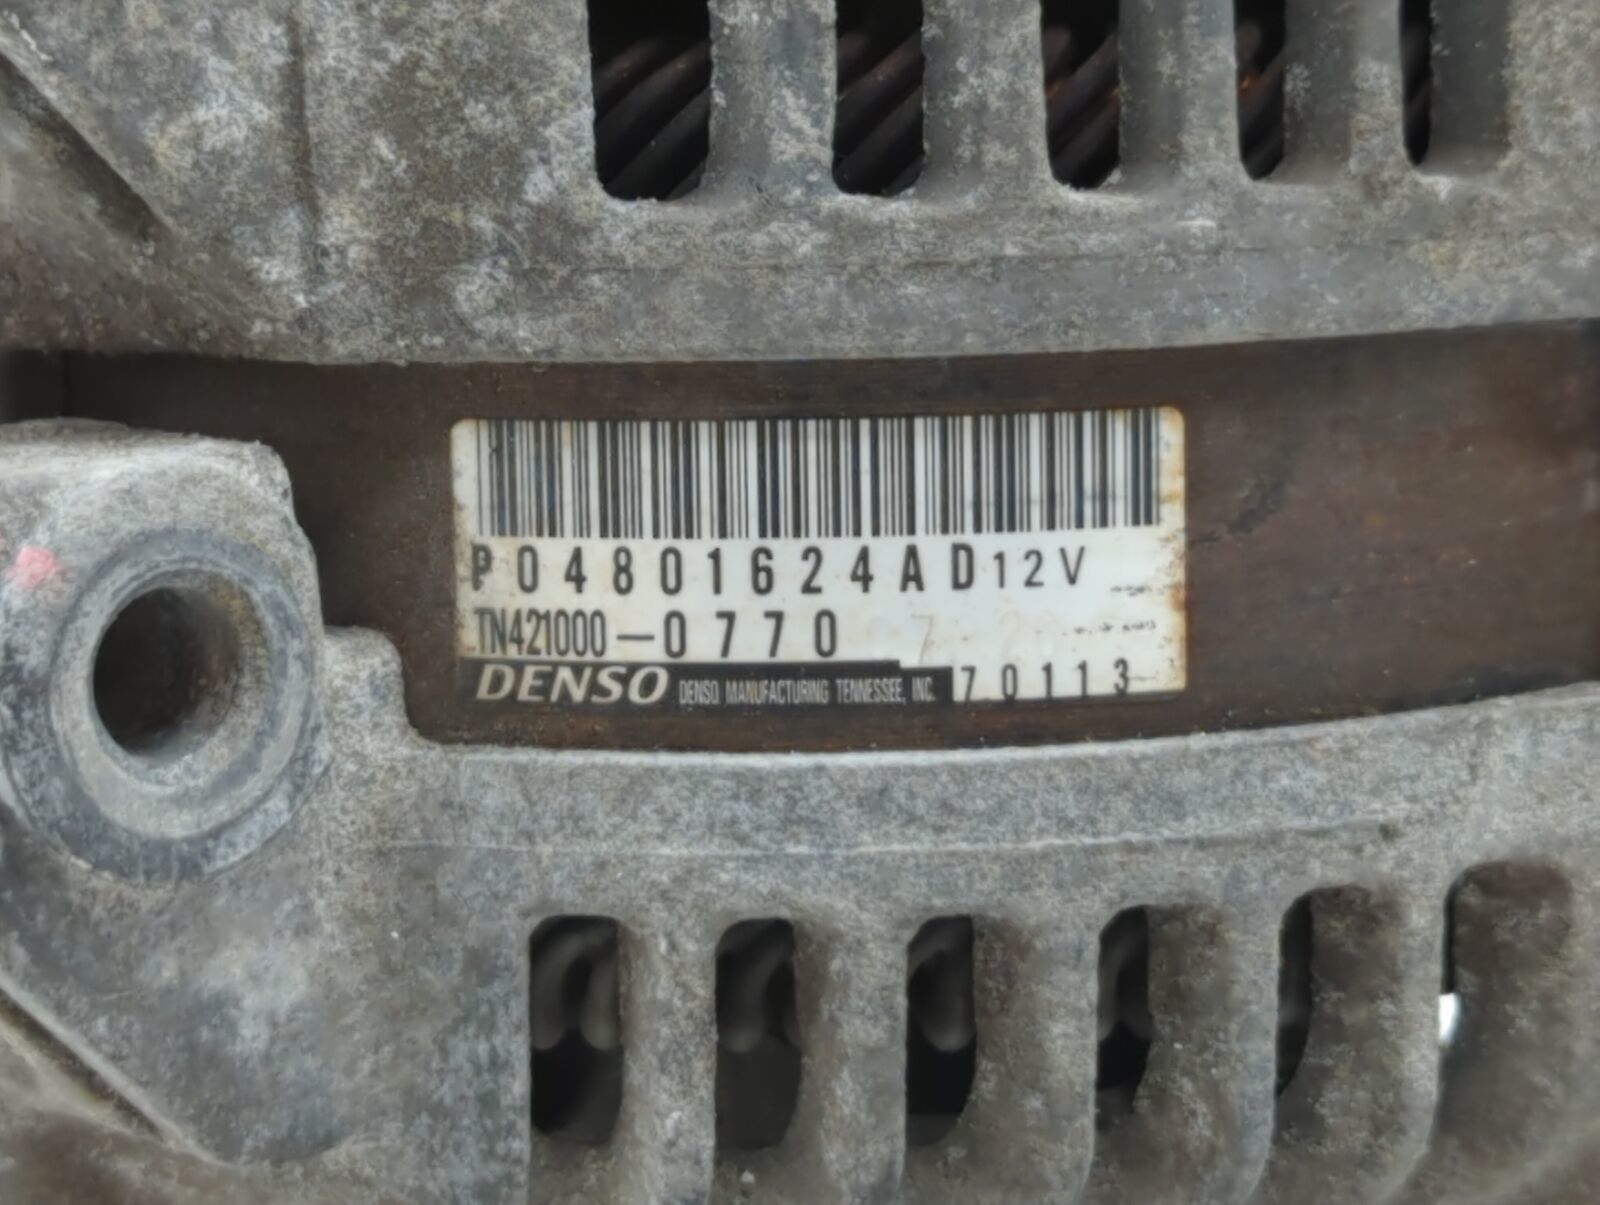 P04801624AD12V
TN421000-0770
DENSO DENSO MANUFACTURING TENNESSEE, INC. 70113